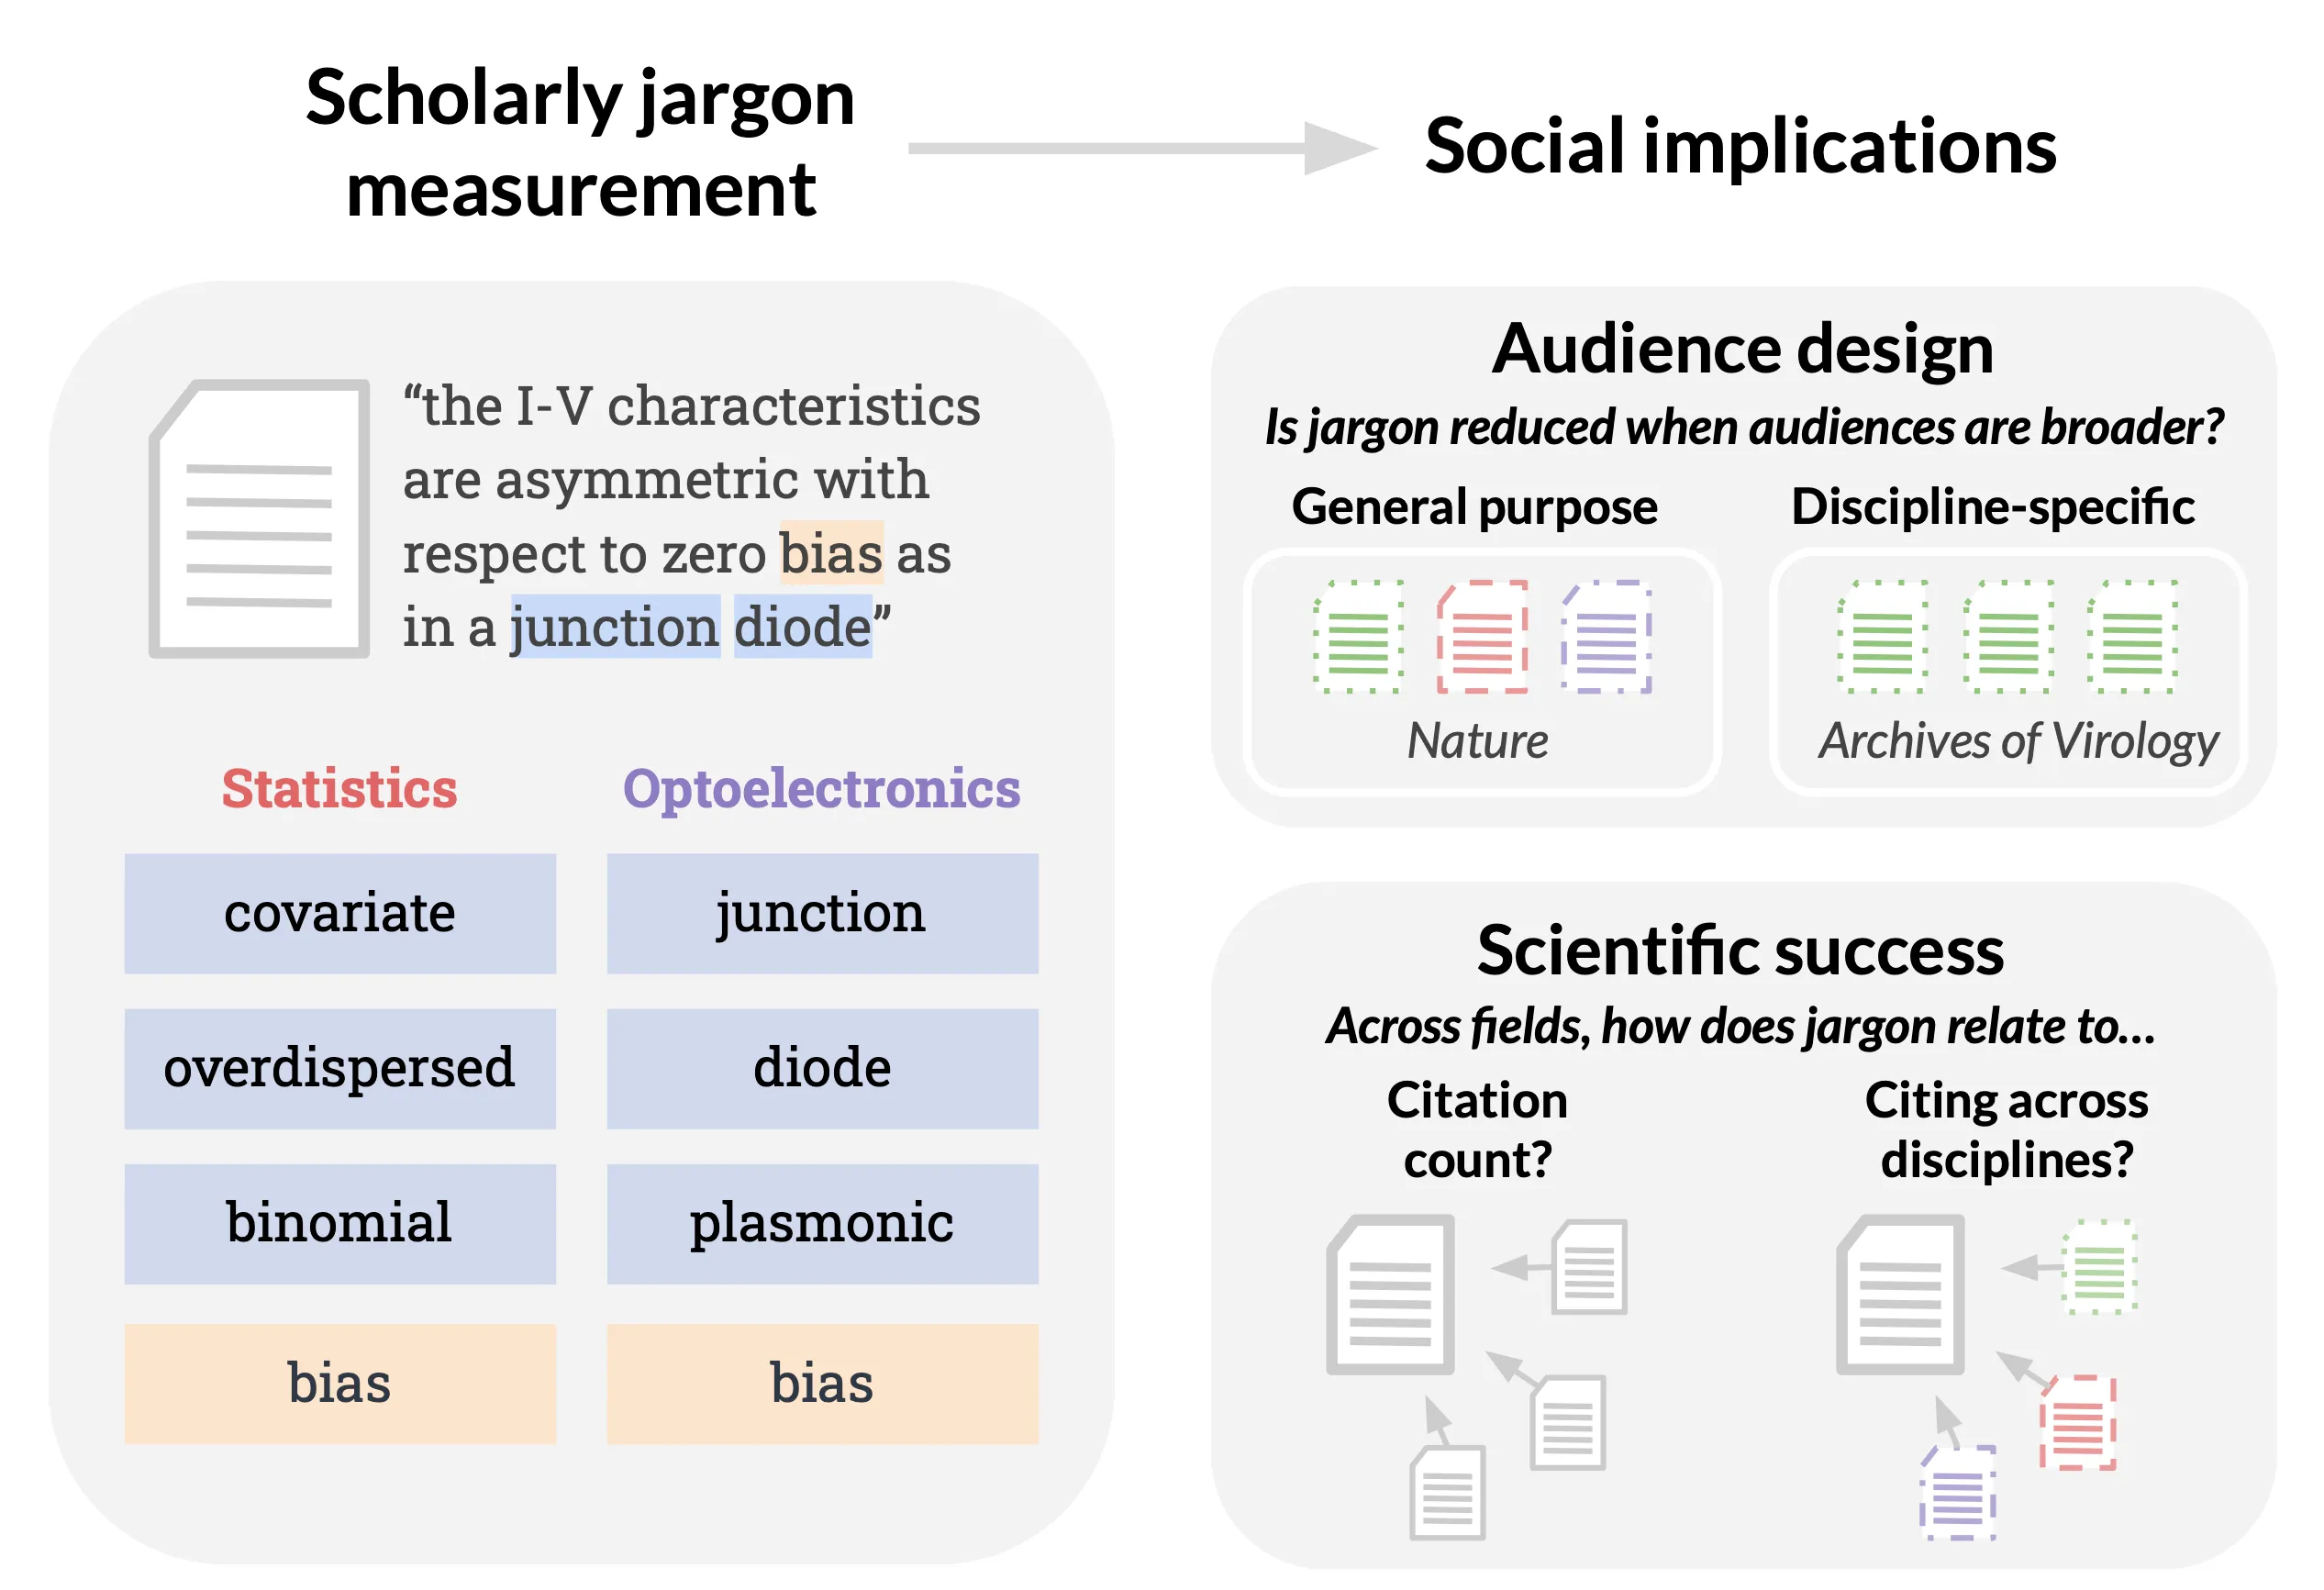 Scholarly jargon
measurement
Social implications
“the I-V characteristics
are asymmetric with
respect to zero bias as
in a junction diode”
Statistics
Optoelectronics
covariate
junction
overdispersed
diode
binomial
plasmonic
bias
bias
Audience design
Is jargon reduced when audiences are broader?
General purpose
Discipline-specific
Nature
Archives of Virology
Scientific success
Across fields, how does jargon relate to...
Citation
count?
Citing across
disciplines?